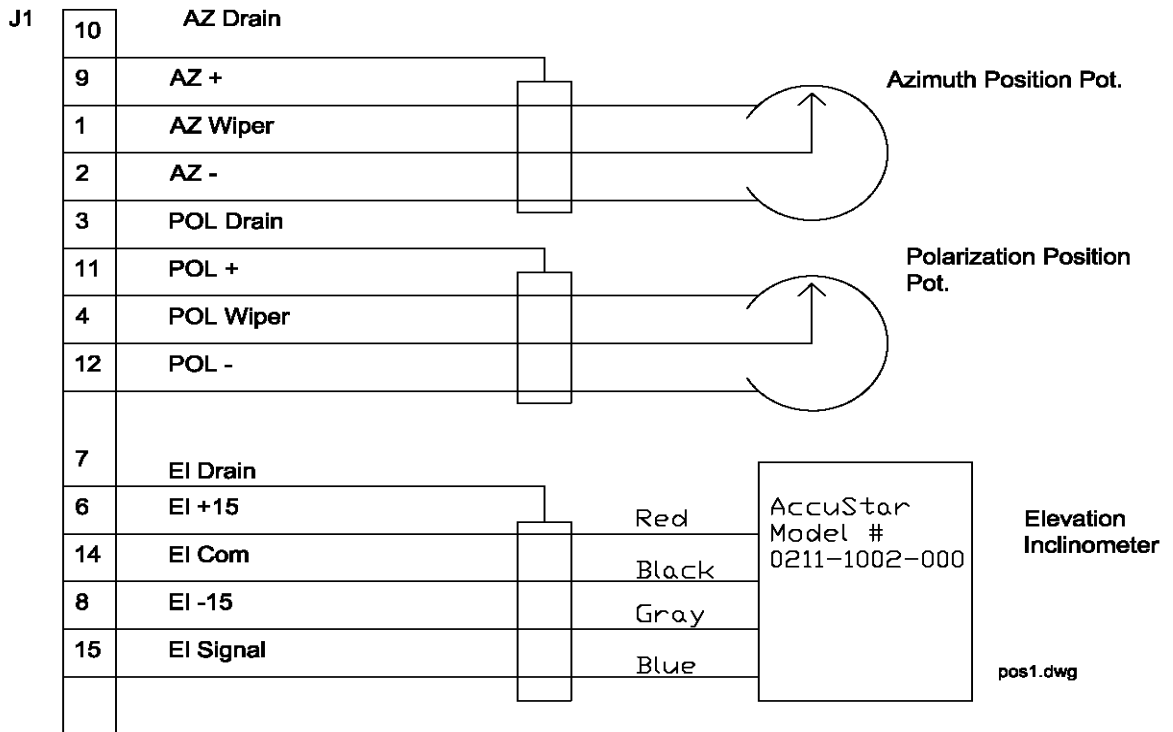 J1
10 AZ Drain
9 AZ +
1 AZ Wiper
2 AZ -
3 POL Drain
11 POL +
4 POL Wiper
12 POL -
Azimuth Position Pot.
Polarization Position
Pot.
7 El Drain
6 El +15
14 El Com
8 El -15
15 El Signal
Red
Black
Gray
Blue
AccuStar
Model #
0211-1002-000
Elevation
Inclinometer
pos1.dwg